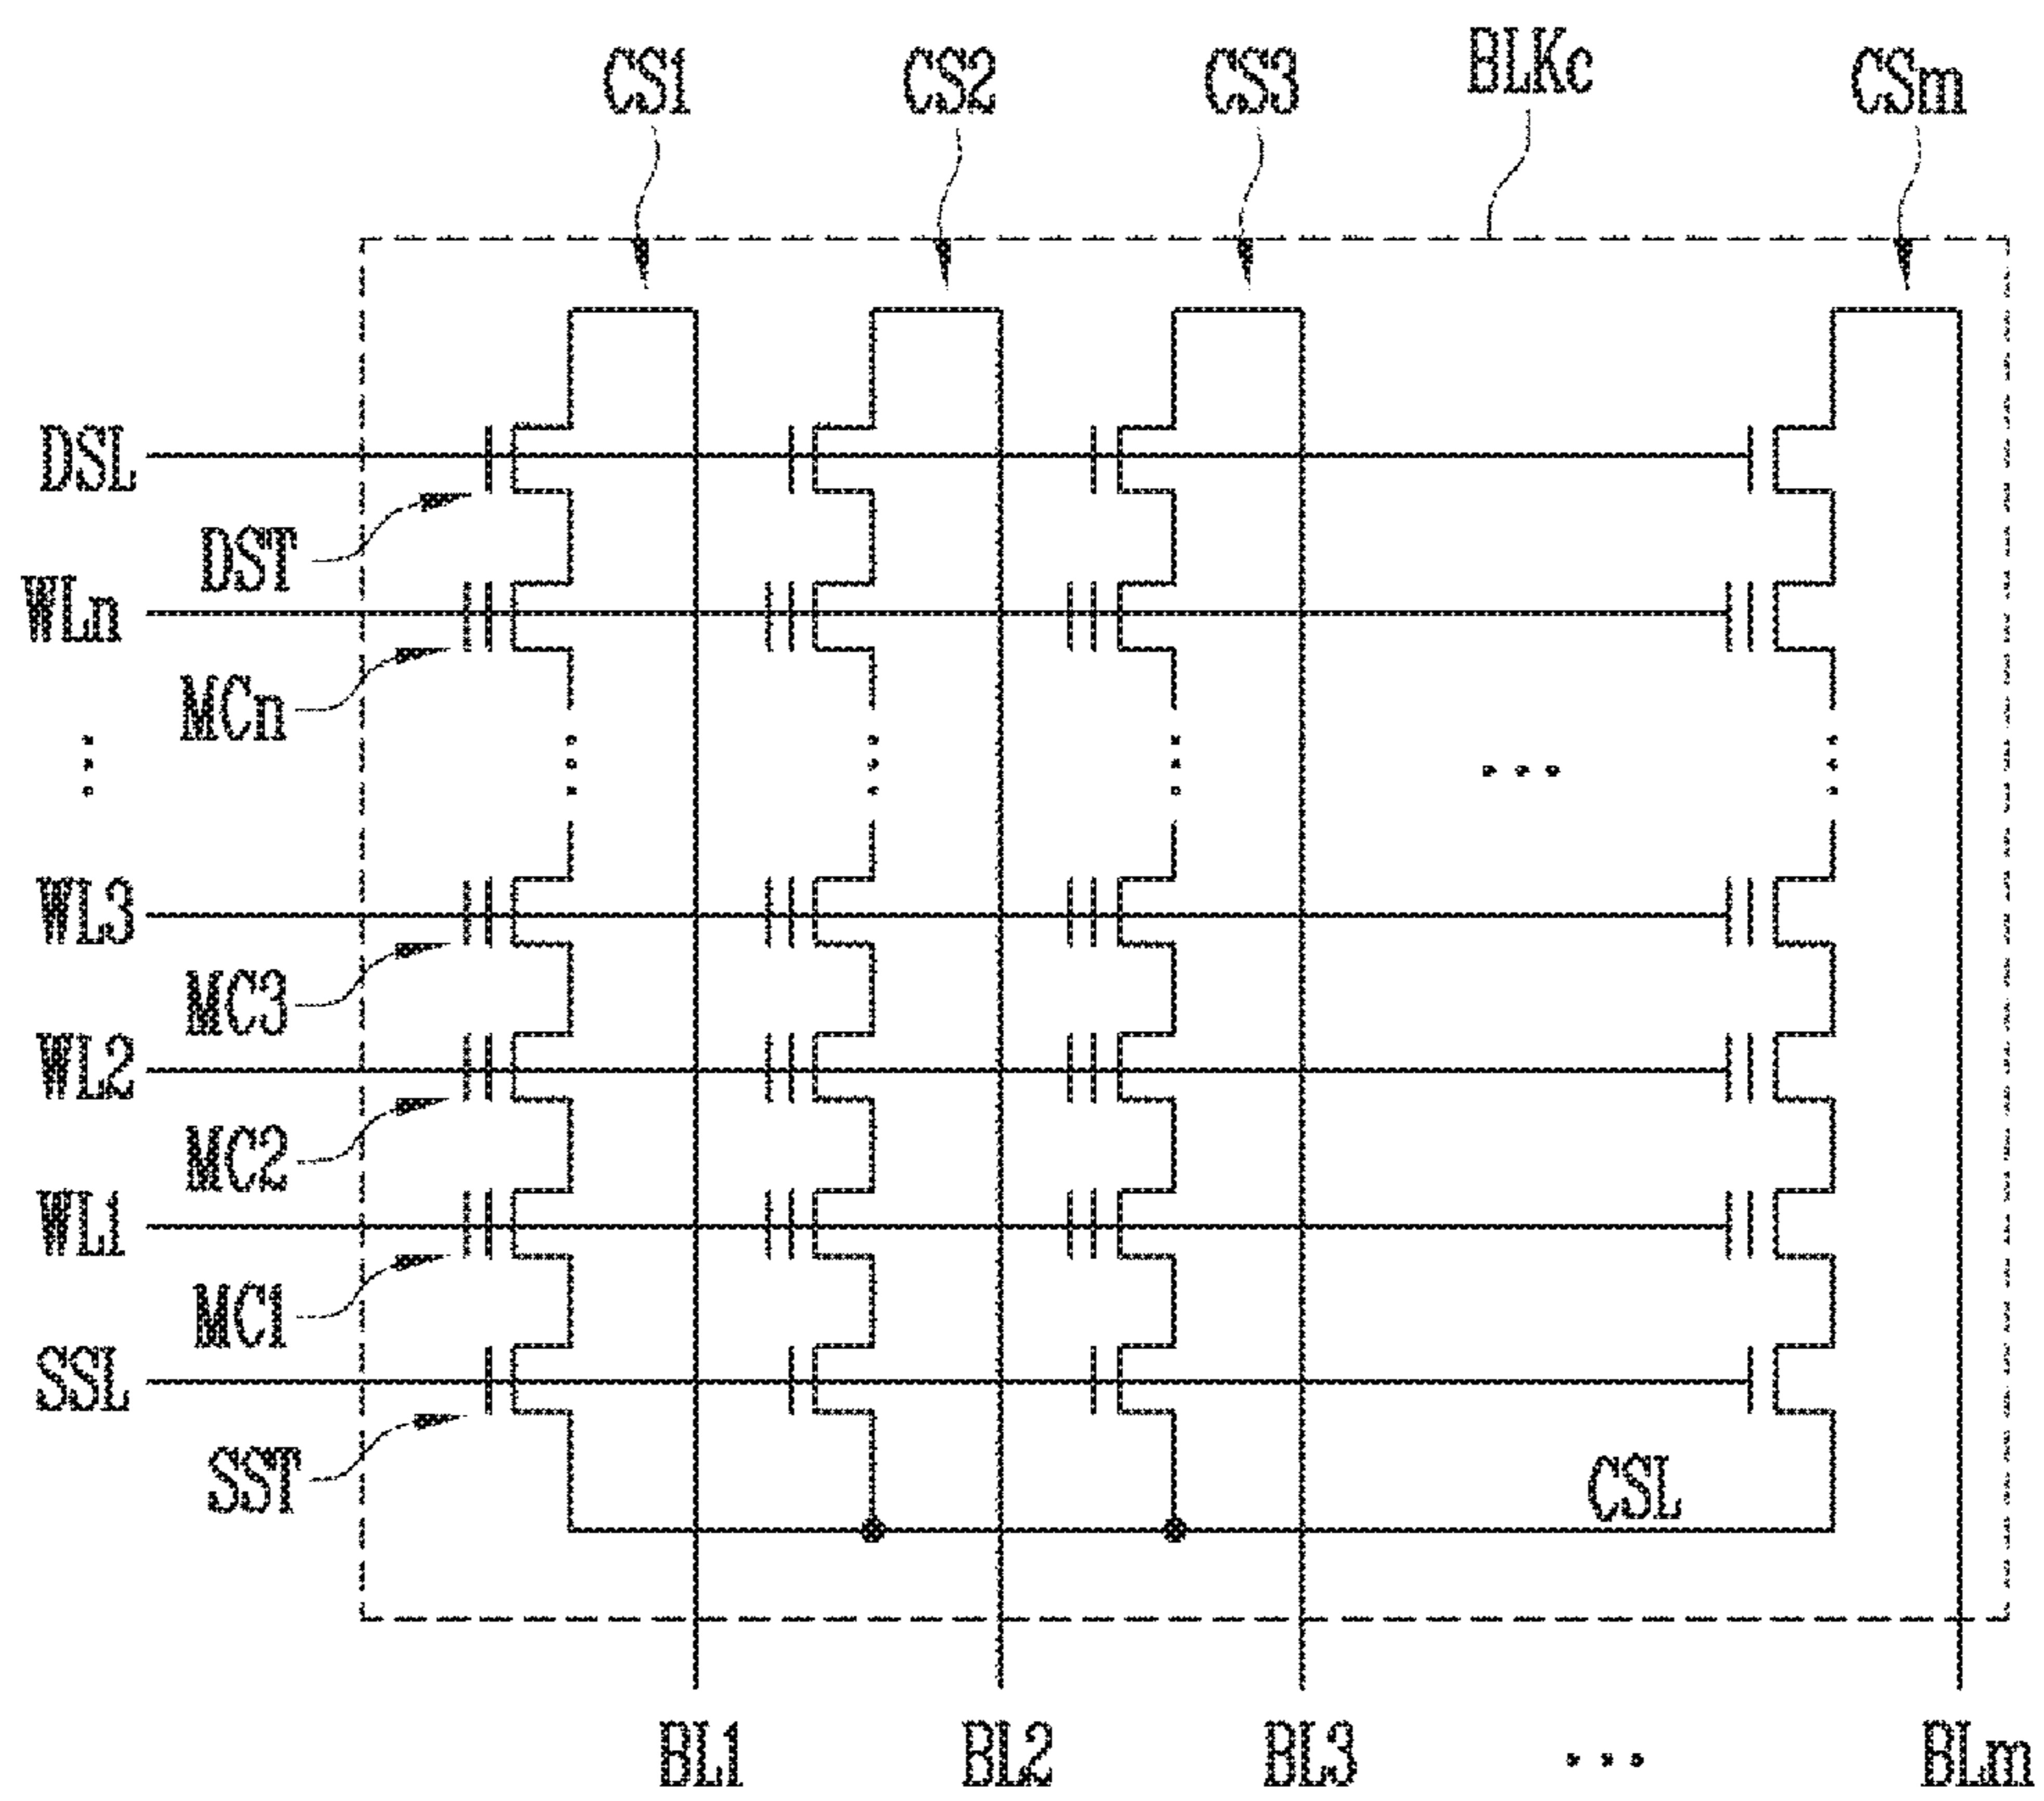 CS1 CS2 CS3 BLKc CSm
DSL
DST
WLn
MCn
⋮
WL3
MC3
WL2
MC2
WL1
MC1
SSL
SST
CSL
BL1 BL2 BL3 ... BLm